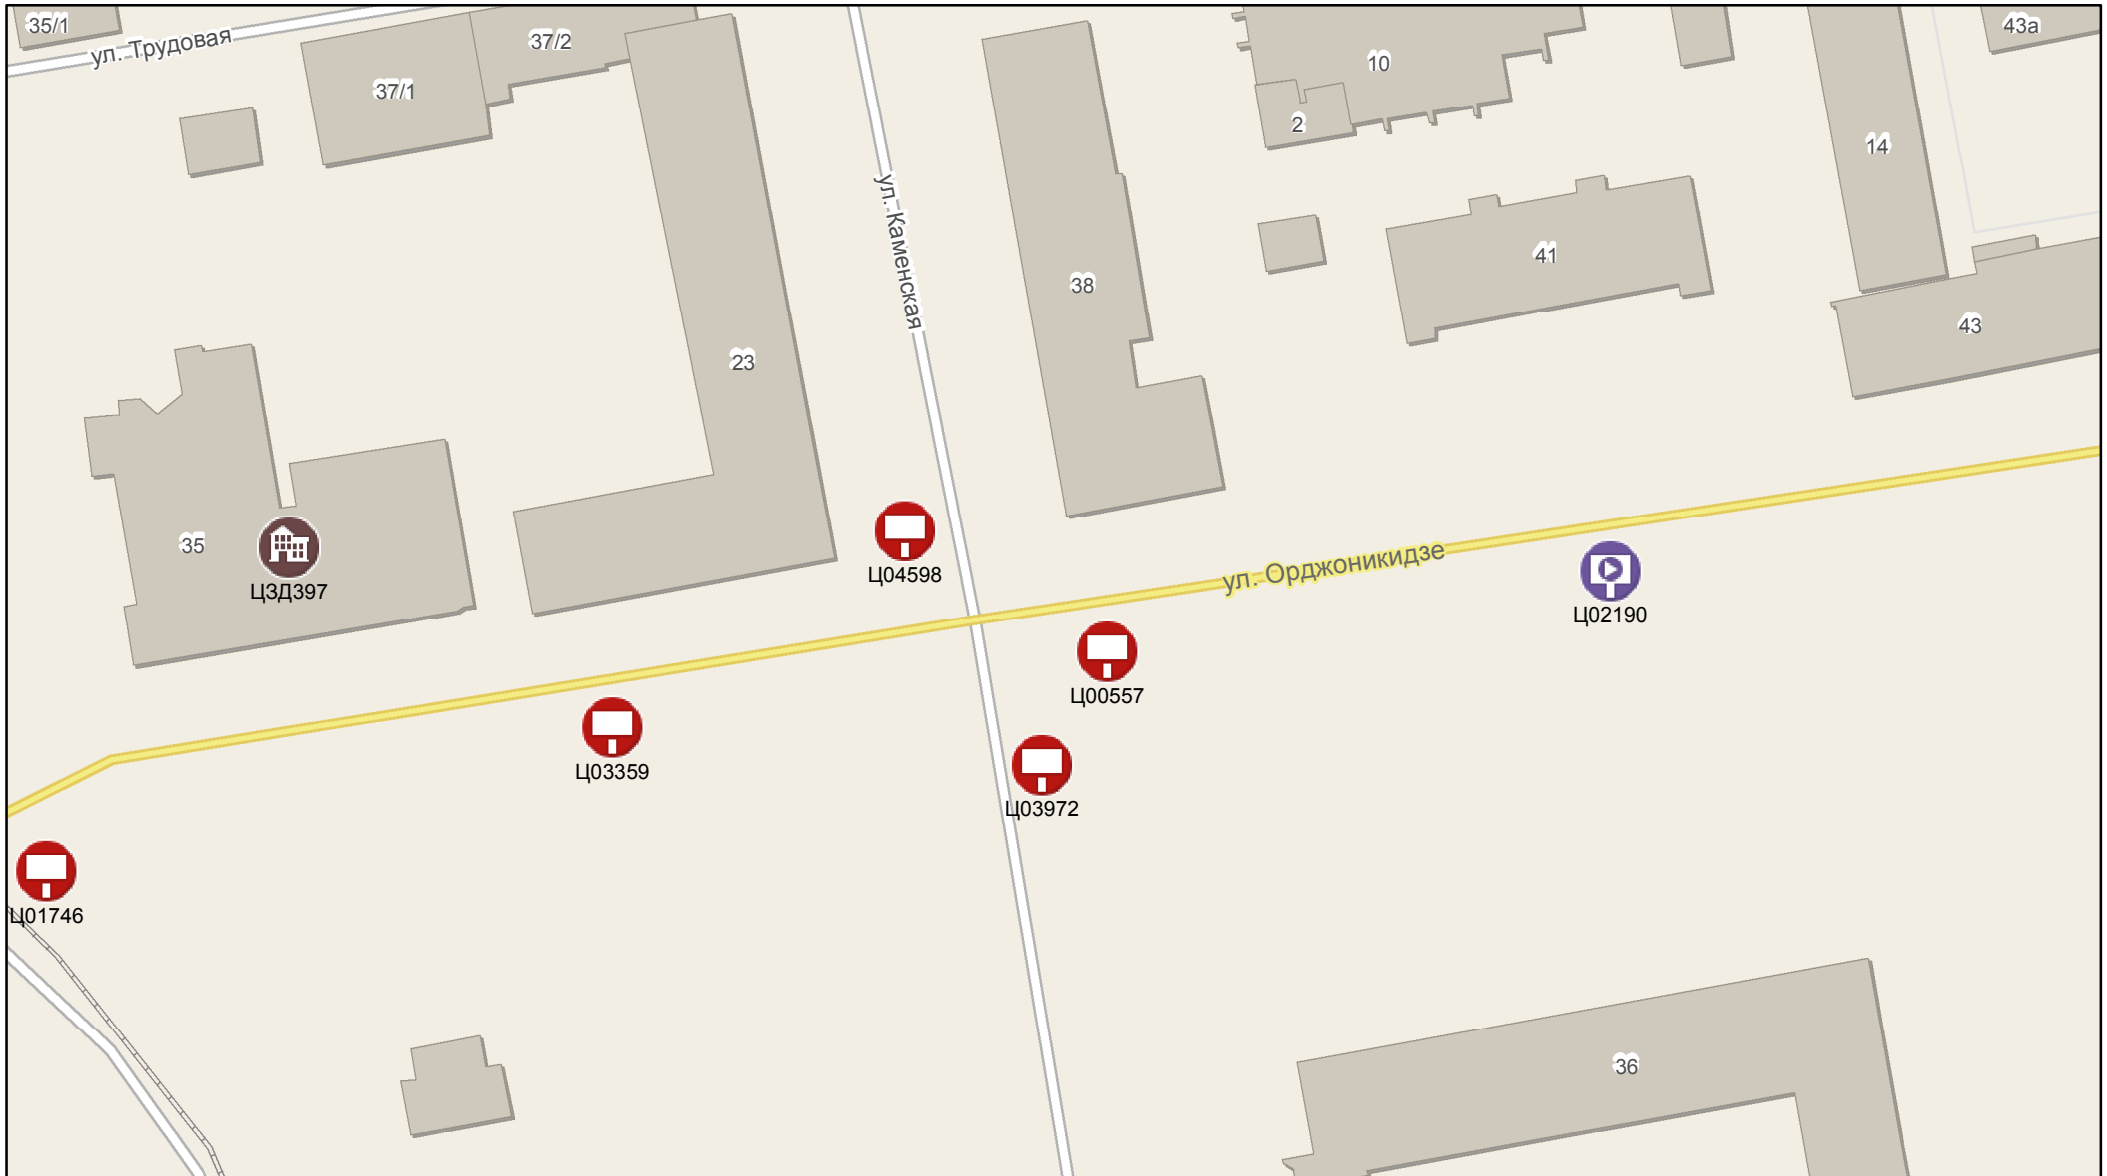 35/1
ул. Трудовая
37/2
37/1
10
43а
2
14
ул. Каменская
41
38
43
23
35
ЦЗД397
Ц04598
ул. Орджоникидзе
Ц02190
Ц00557
Ц03359
Ц03972
Ц01746
36